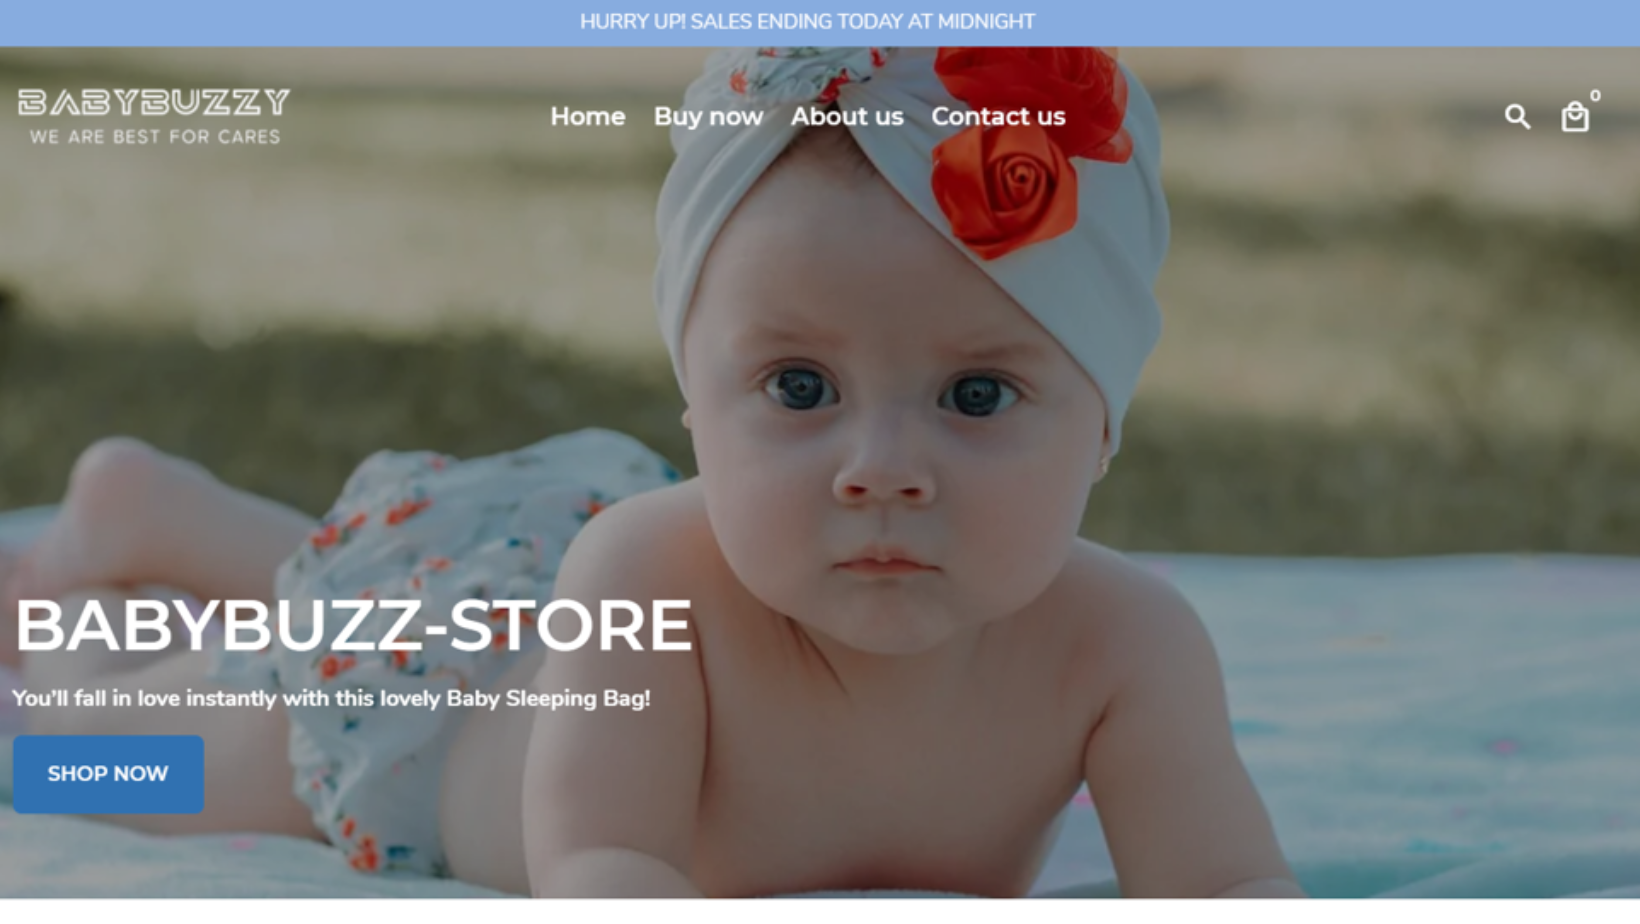 HURRY UP! SALES ENDING TODAY AT MIDNIGHT
BABYBUZZY
WE ARE BEST FOR CARES
Home Buy now About us Contact us
0
BABYBUZZ-STORE
You'll fall in love instantly with this lovely Baby Sleeping Bag!
SHOP NOW